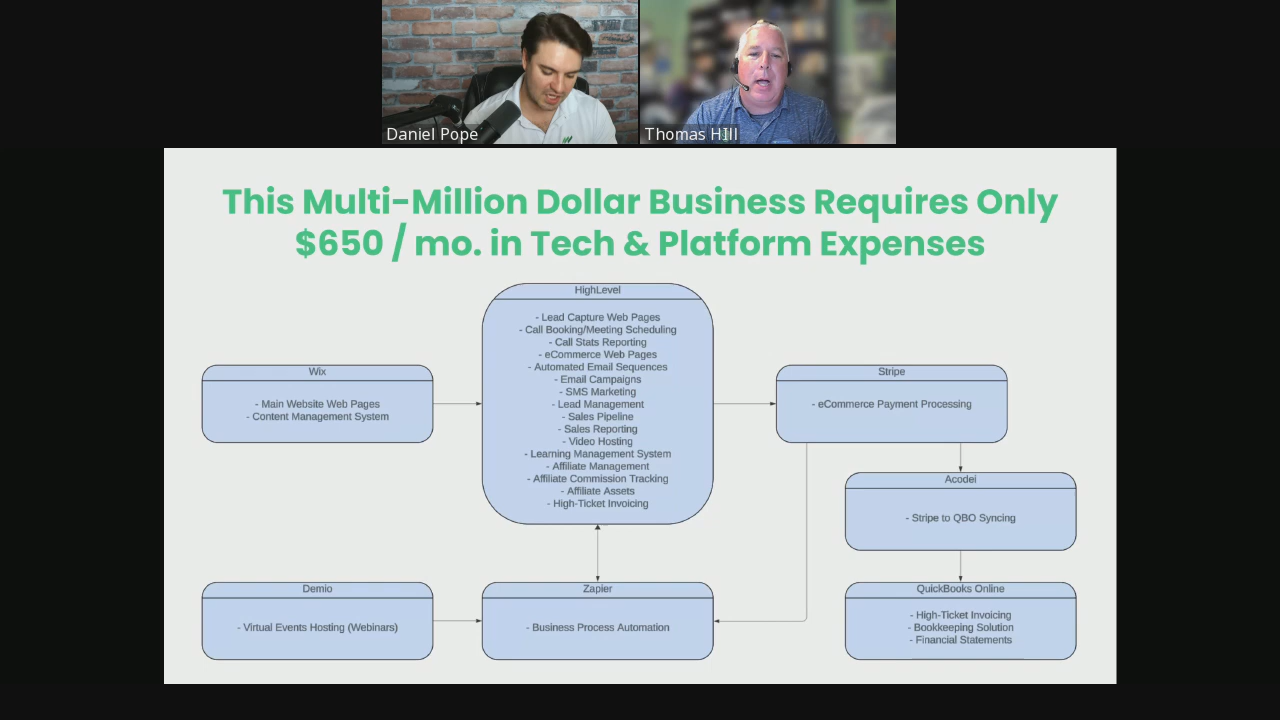 Daniel Pope
Thomas HIll
This Multi-Million Dollar Business Requires Only
$650 / mo. in Tech & Platform Expenses
HighLevel
- Lead Capture Web Pages
- Call Booking/Meeting Scheduling
- Call Stats Reporting
- eCommerce Web Pages
- Automated Email Sequences
- Email Campaigns
- SMS Marketing
- Lead Management
- Sales Pipeline
- Sales Reporting
- Video Hosting
- Learning Management System
- Affiliate Management
- Affiliate Commission Tracking
- Affiliate Assets
- High-Ticket Invoicing
Wix
- Main Website Web Pages
- Content Management System
Stripe
- eCommerce Payment Processing
Acodei
- Stripe to QBO Syncing
Demio
- Virtual Events Hosting (Webinars)
Zapier
- Business Process Automation
QuickBooks Online
- High-Ticket Invoicing
- Bookkeeping Solution
- Financial Statements